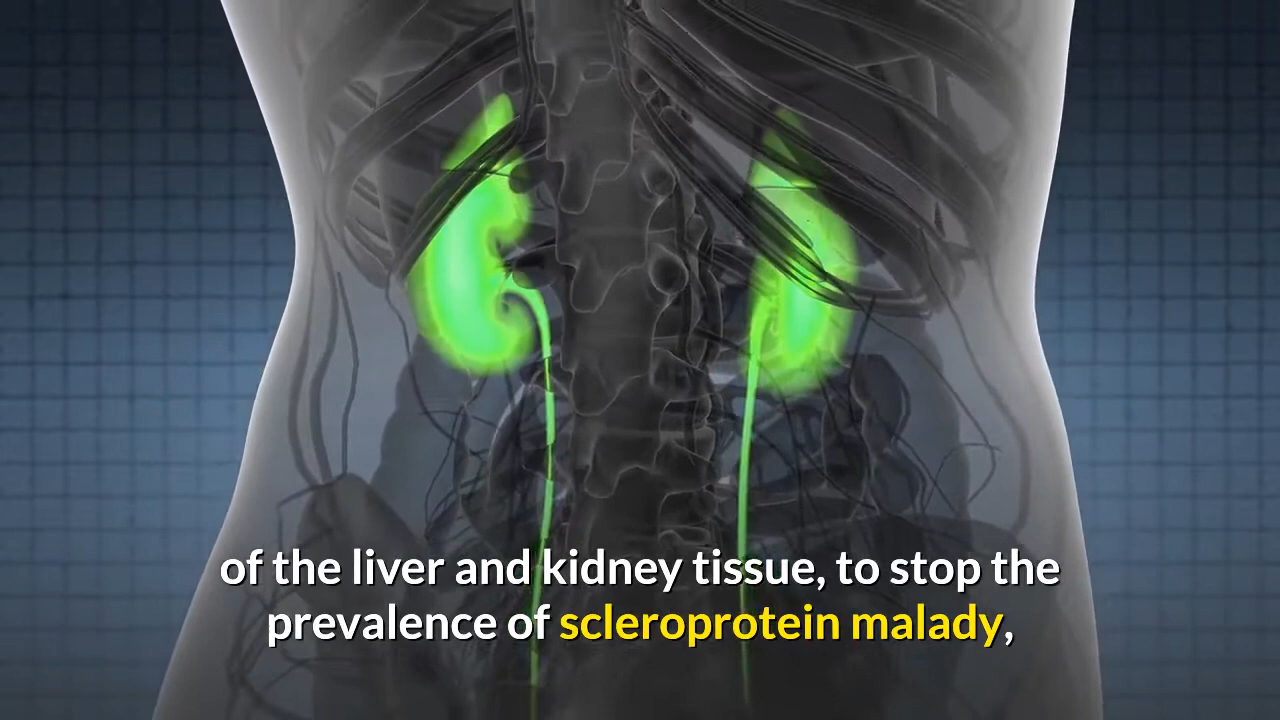 of the liver and kidney tissue, to stop the
prevalence of scleroprotein malady,